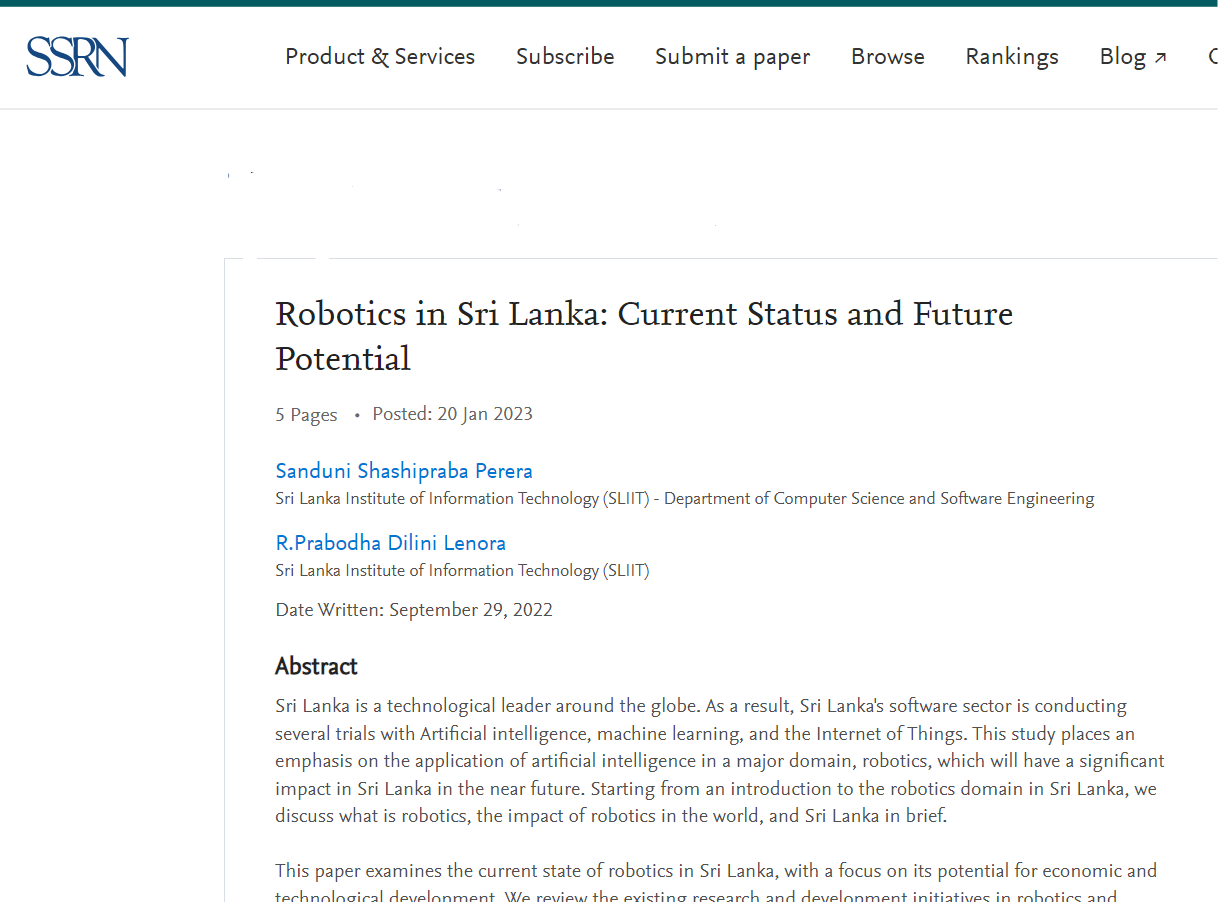 SSRN
Product & Services Subscribe Submit a paper Browse Rankings Blog ↗
Robotics in Sri Lanka: Current Status and Future
Potential
5 Pages • Posted: 20 Jan 2023
Sanduni Shashipraba Perera
Sri Lanka Institute of Information Technology (SLIIT) - Department of Computer Science and Software Engineering
R.Prabodha Dilini Lenora
Sri Lanka Institute of Information Technology (SLIIT)
Date Written: September 29, 2022
Abstract
Sri Lanka is a technological leader around the globe. As a result, Sri Lanka's software sector is conducting
several trials with Artificial intelligence, machine learning, and the Internet of Things. This study places an
emphasis on the application of artificial intelligence in a major domain, robotics, which will have a significant
impact in Sri Lanka in the near future. Starting from an introduction to the robotics domain in Sri Lanka, we
discuss what is robotics, the impact of robotics in the world, and Sri Lanka in brief.
This paper examines the current state of robotics in Sri Lanka, with a focus on its potential for economic and
technological development. We review the existing research and development initiatives in robotics and